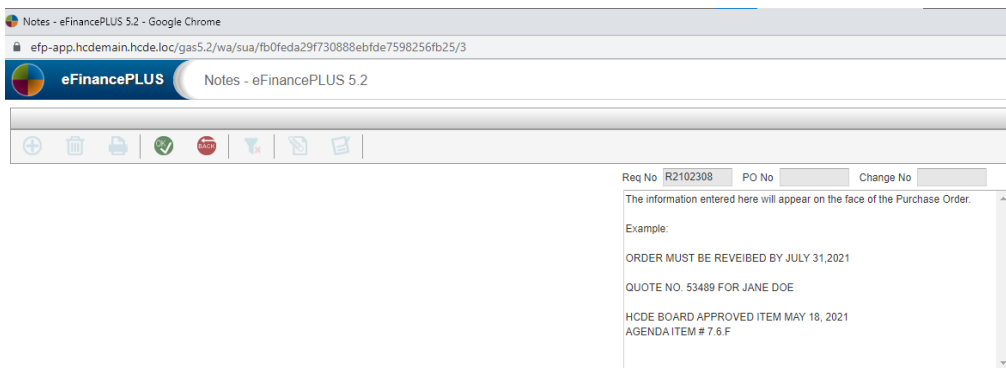 Notes - eFinancePLUS 5.2 - Google Chrome
efp-app.hcdemain.hcde.loc/gas5.2/wa/sua/fb0feda29f730888ebfde7598256fb25/3
eFinancePLUS Notes - eFinancePLUS 5.2
OK BACK
Req No R2102308 PO No Change No
The information entered here will appear on the face of the Purchase Order.
Example:
ORDER MUST BE REVEIBED BY JULY 31,2021
QUOTE NO. 53489 FOR JANE DOE
HCDE BOARD APPROVED ITEM MAY 18, 2021
AGENDA ITEM # 7.6.F